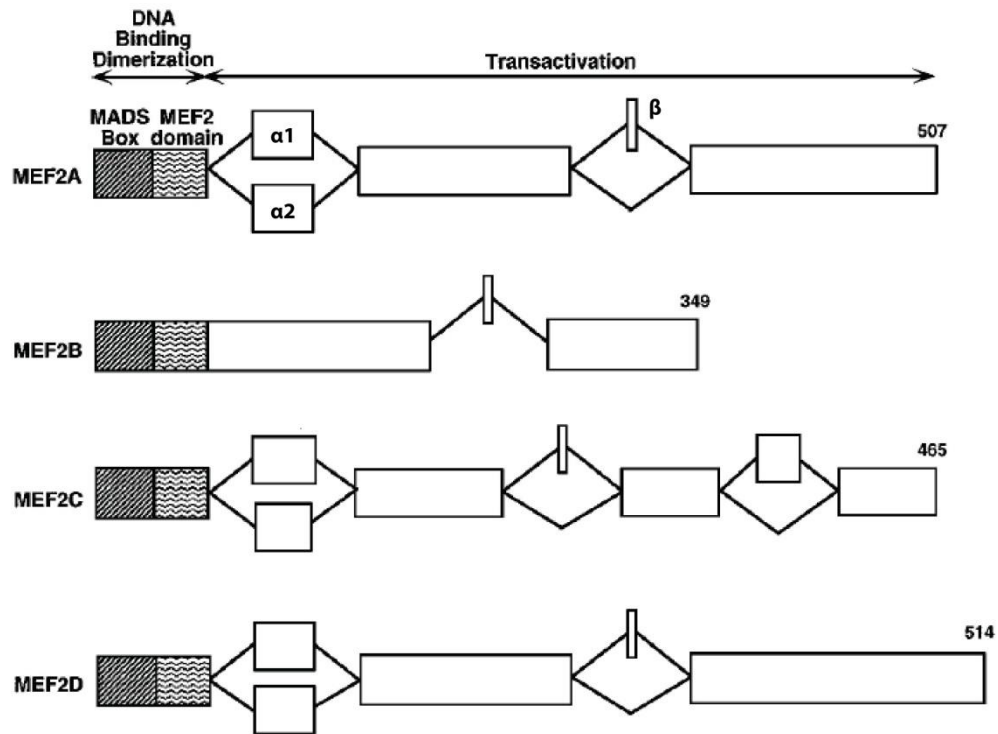 DNA
Binding
Dimerization
Transactivation
MADS MEF2
Box domain
α1
β
507
MEF2A
α2
349
MEF2B
465
MEF2C
514
MEF2D